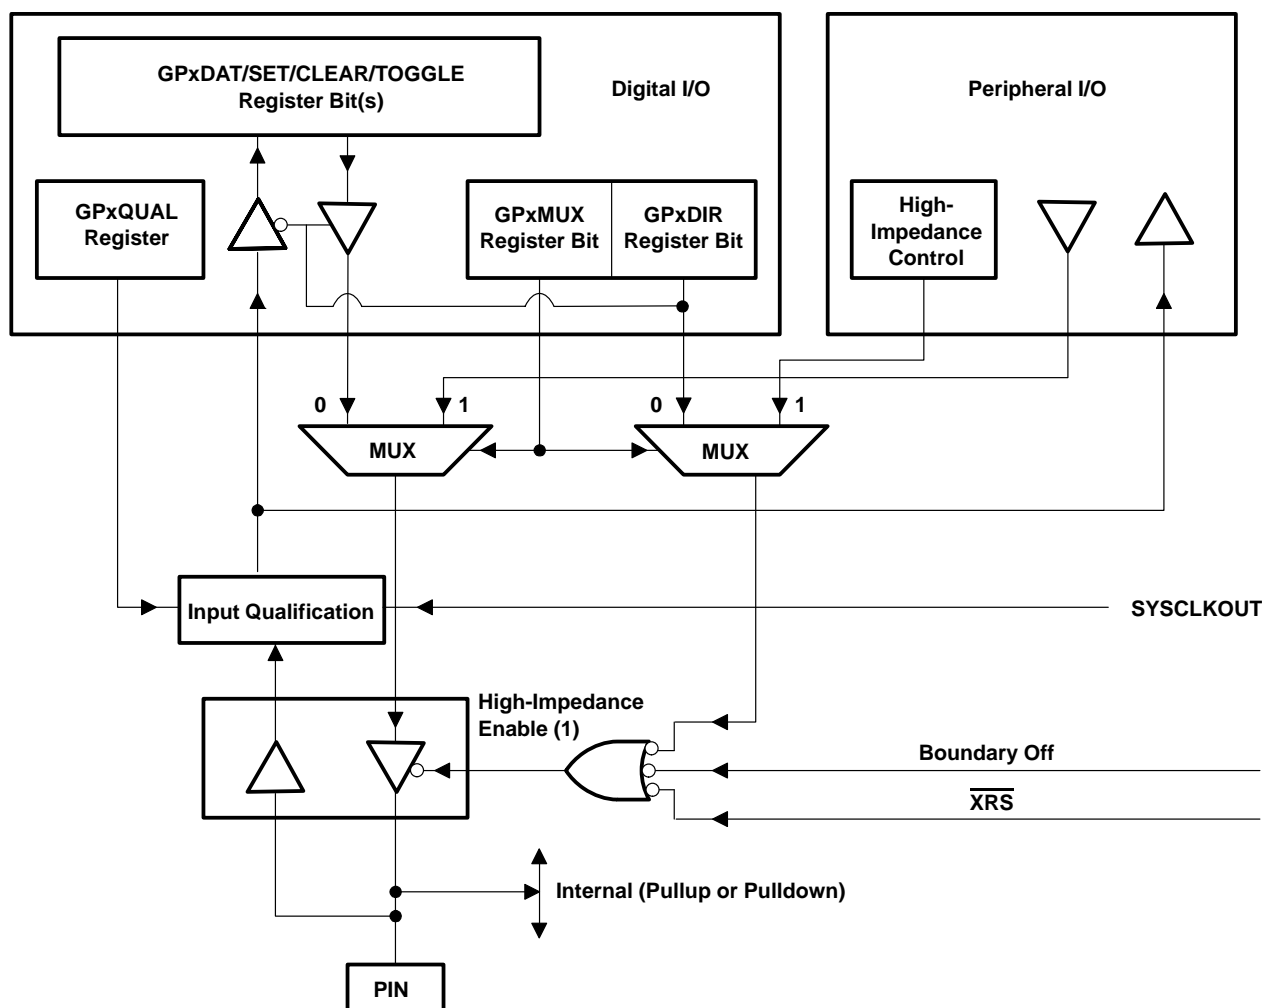 GPxDAT/SET/CLEAR/TOGGLE
Register Bit(s)
Digital I/O
Peripheral I/O
GPxQUAL
Register
GPxMUX
Register Bit
GPxDIR
Register Bit
High-
Impedance
Control
0
1
0
1
MUX
MUX
Input Qualification
SYSCLKOUT
High-Impedance
Enable (1)
Boundary Off
XRS
Internal (Pullup or Pulldown)
PIN